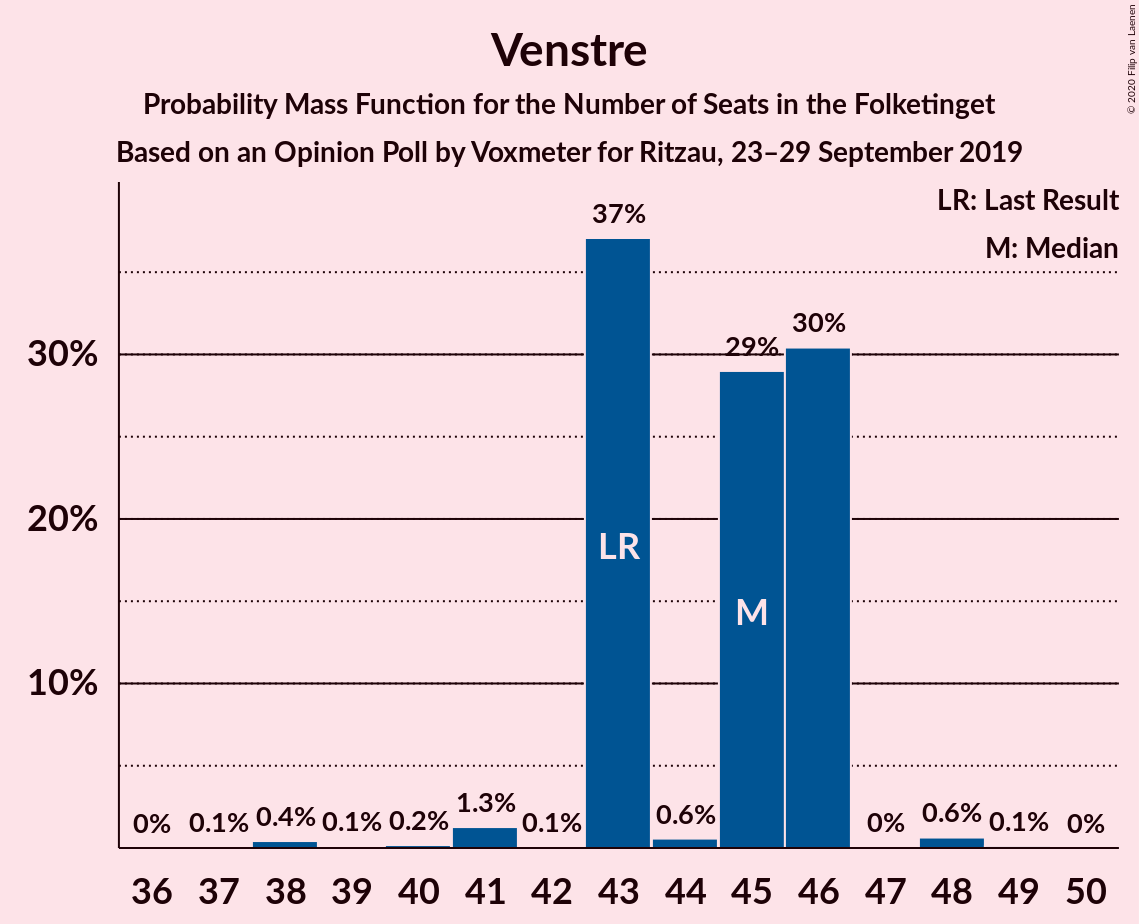 Venstre
Probability Mass Function for the Number of Seats in the Folketinget
Based on an Opinion Poll by Voxmeter for Ritzau, 23–29 September 2019
© 2020 Filip van Laenen
LR: Last Result
M: Median
30%
20%
10%
0% 0.1% 0.4% 0.1% 0.2% 1.3% 0.1% 37% 0.6% 29% 30% 0% 0.6% 0.1% 0%
LR
M
36 37 38 39 40 41 42 43 44 45 46 47 48 49 50